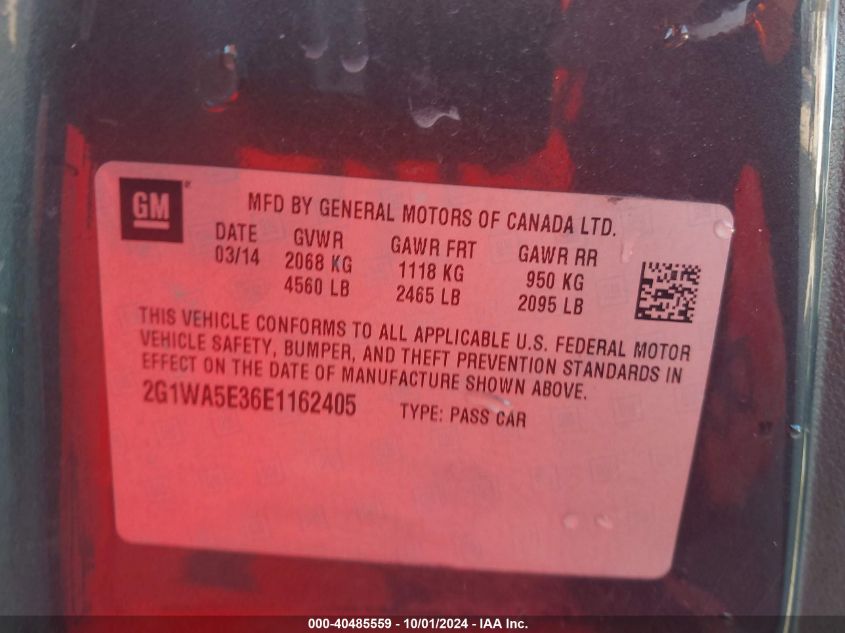 GM
MFD BY GENERAL MOTORS OF CANADA LTD.
DATE GVWR GAWR FRT GAWR RR
03/14 2068 KG 1118 KG 950 KG
4560 LB 2465 LB 2095 LB
THIS VEHICLE CONFORMS TO ALL APPLICABLE U.S. FEDERAL MOTOR
VEHICLE SAFETY, BUMPER, AND THEFT PREVENTION STANDARDS IN
EFFECT ON THE DATE OF MANUFACTURE SHOWN ABOVE.
2G1WA5E36E1162405 TYPE: PASS CAR
000-40485559 - 10/01/2024 - IAA Inc.